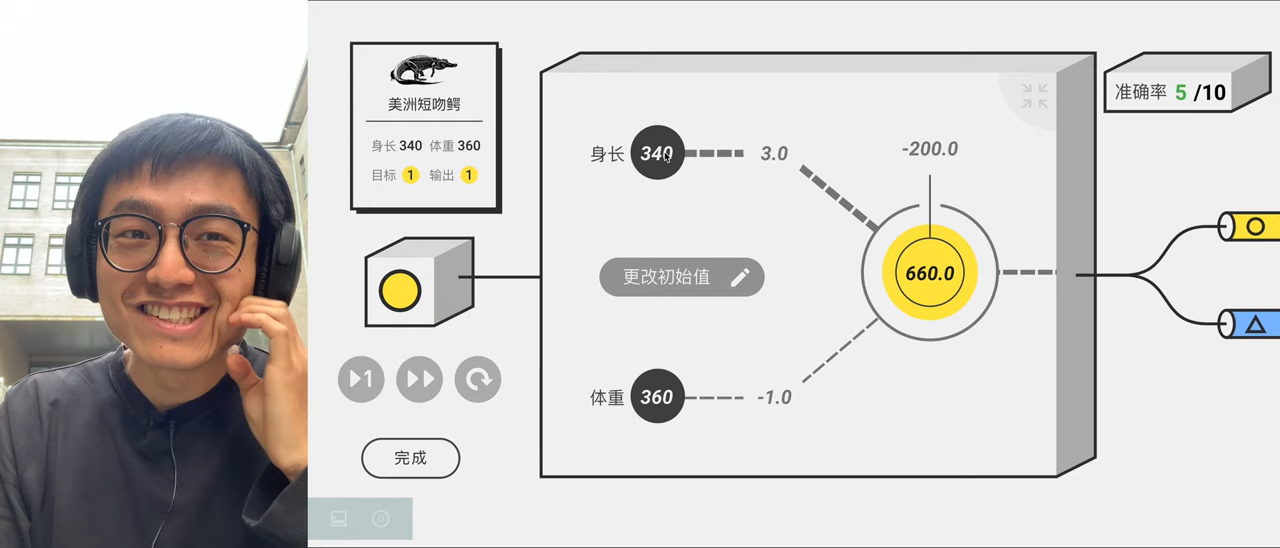 美洲短吻鳄
身长 340 体重 360
目标 1 输出 1
▶1
完成
身长 340 3.0
-200.0
更改初始值
660.0
体重 360 -1.0
准确率 5 /10